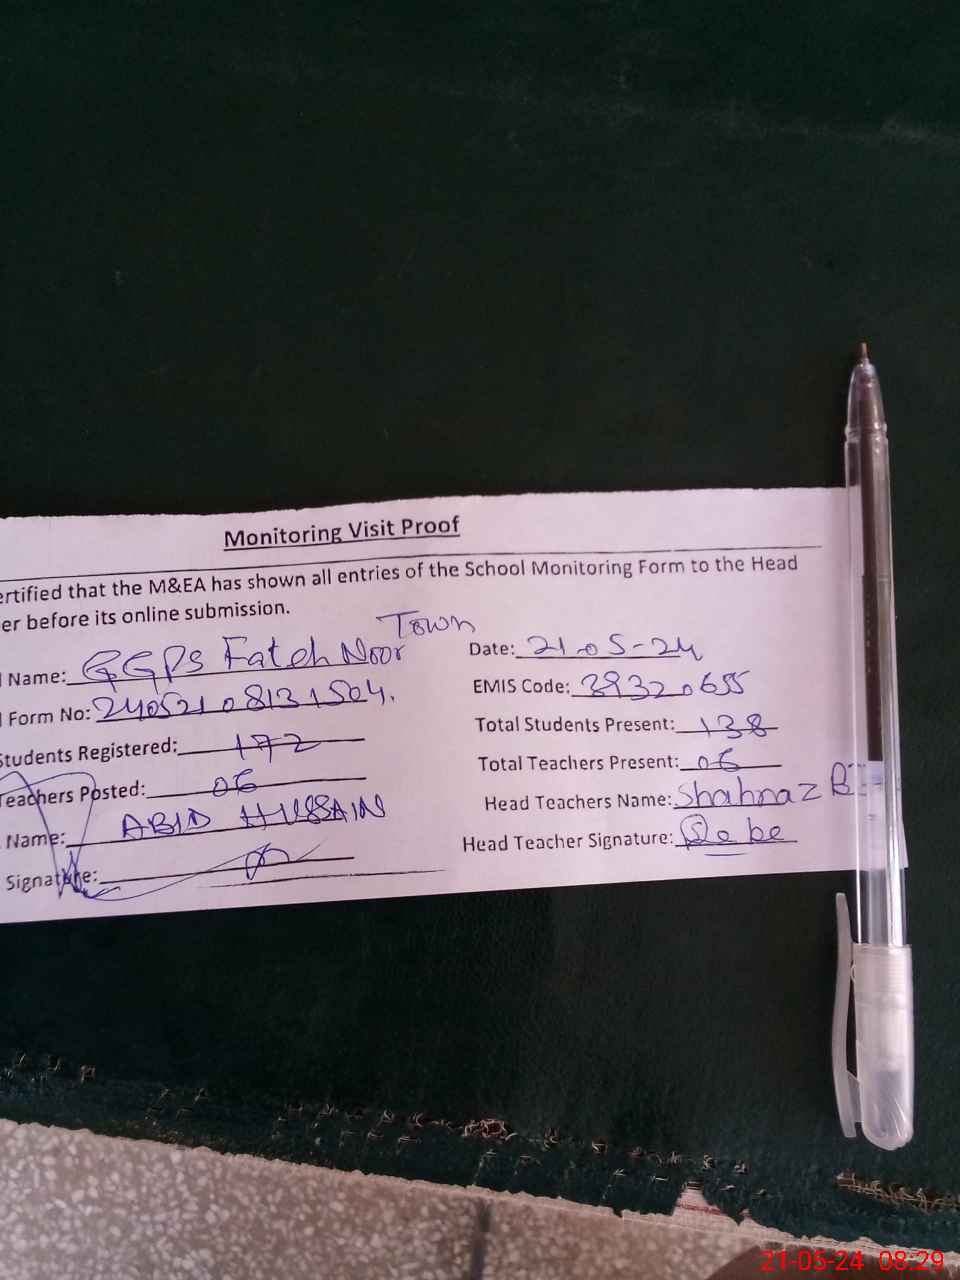 Monitoring Visit Proof
ertified that the M&EA has shown all entries of the School Monitoring Form to the Head
er before its online submission.
l Name: GGPS Fateh Noor Town
Date: 21-05-24
l Form No: 24052108131504.
EMIS Code: 39320655
Students Registered: 172
Total Students Present: 138
Teachers Posted: 06
Total Teachers Present: 06
Name: ABID HUSSAIN
Head Teachers Name: Shahnaz
Signature:
Head Teacher Signature:
21-05-24 08:29